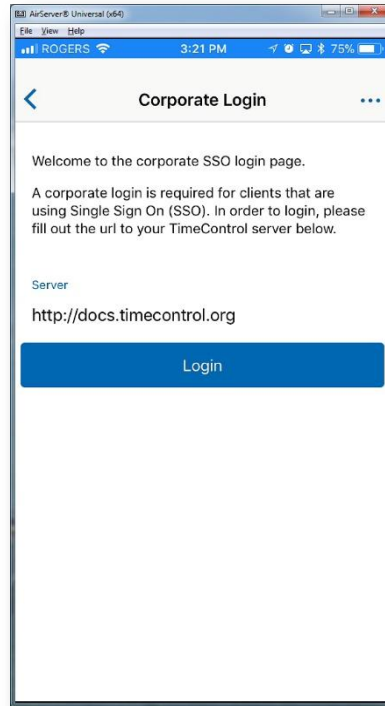 AirServer® Universal (x64)
File View Help
ROGERS 3:21 PM 75%
Corporate Login
Welcome to the corporate SSO login page.
A corporate login is required for clients that are
using Single Sign On (SSO). In order to login, please
fill out the url to your TimeControl server below.
Server
http://docs.timecontrol.org
Login